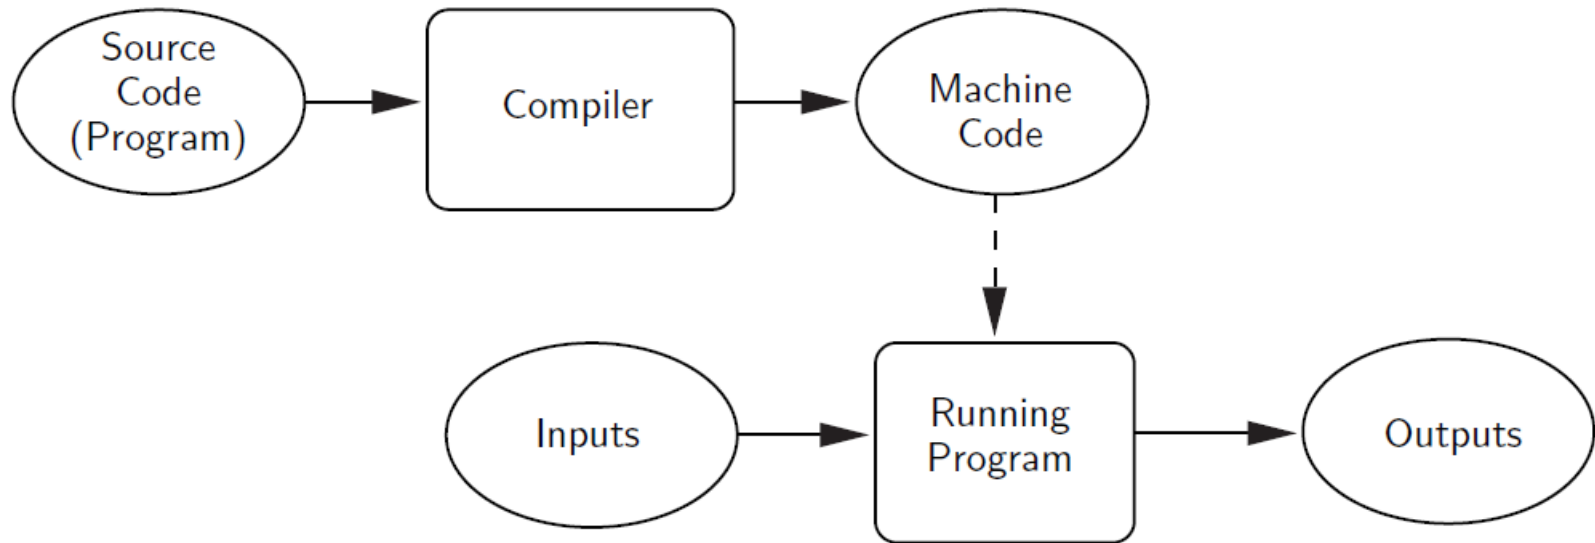 Source
Code
(Program)
Compiler
Machine
Code
Inputs
Running
Program
Outputs